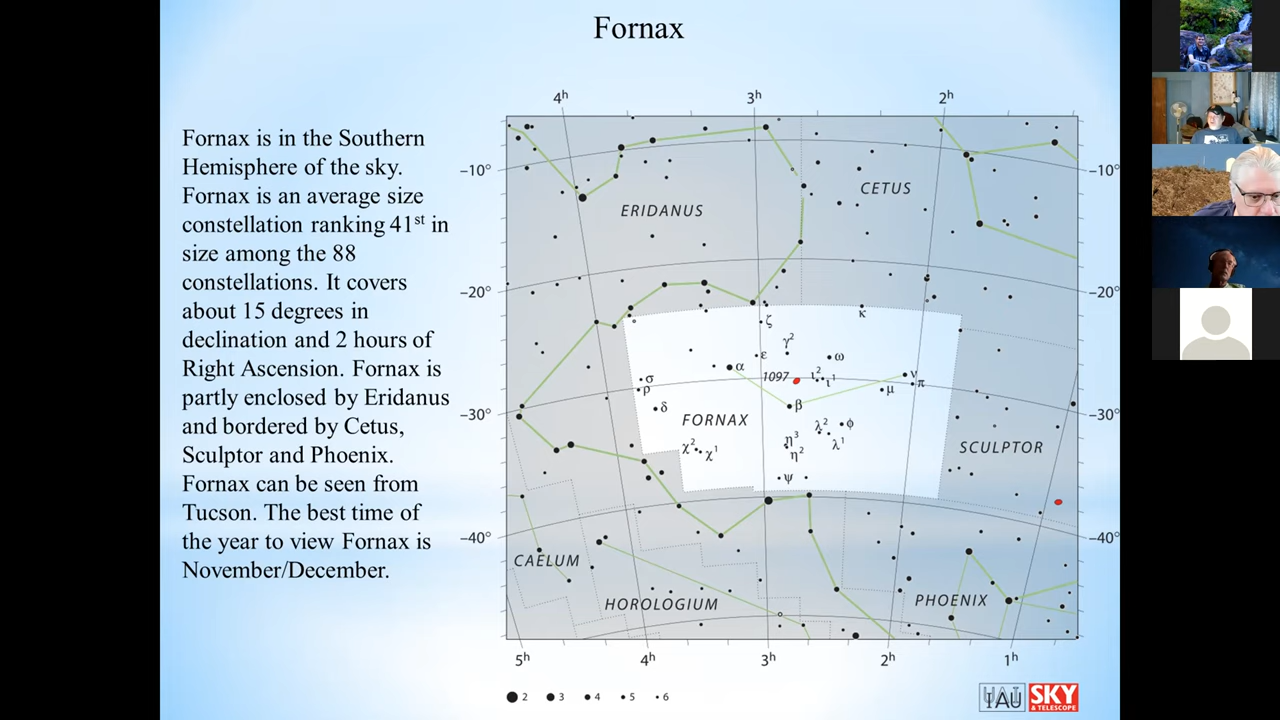 Fornax
Fornax is in the Southern
Hemisphere of the sky.
Fornax is an average size
constellation ranking 41st in
size among the 88
constellations. It covers
about 15 degrees in
declination and 2 hours of
Right Ascension. Fornax is
partly enclosed by Eridanus
and bordered by Cetus,
Sculptor and Phoenix.
Fornax can be seen from
Tucson. The best time of
the year to view Fornax is
November/December.
4h 3h 2h
–10° –10°
CETUS
ERIDANUS
–20° –20°
κ
ζ
γ2
ε ω
α
1097 ι2 ι1 ν
σ π
ρ μ
δ β
–30° –30°
FORNAX λ2 φ
η3 λ1
χ2 χ1 η2
SCULPTOR
ψ
–40° –40°
CAELUM
HOROLOGIUM PHOENIX
5h 4h 3h 2h 1h
2 3 4 5 6
IAU SKY
& TELESCOPE